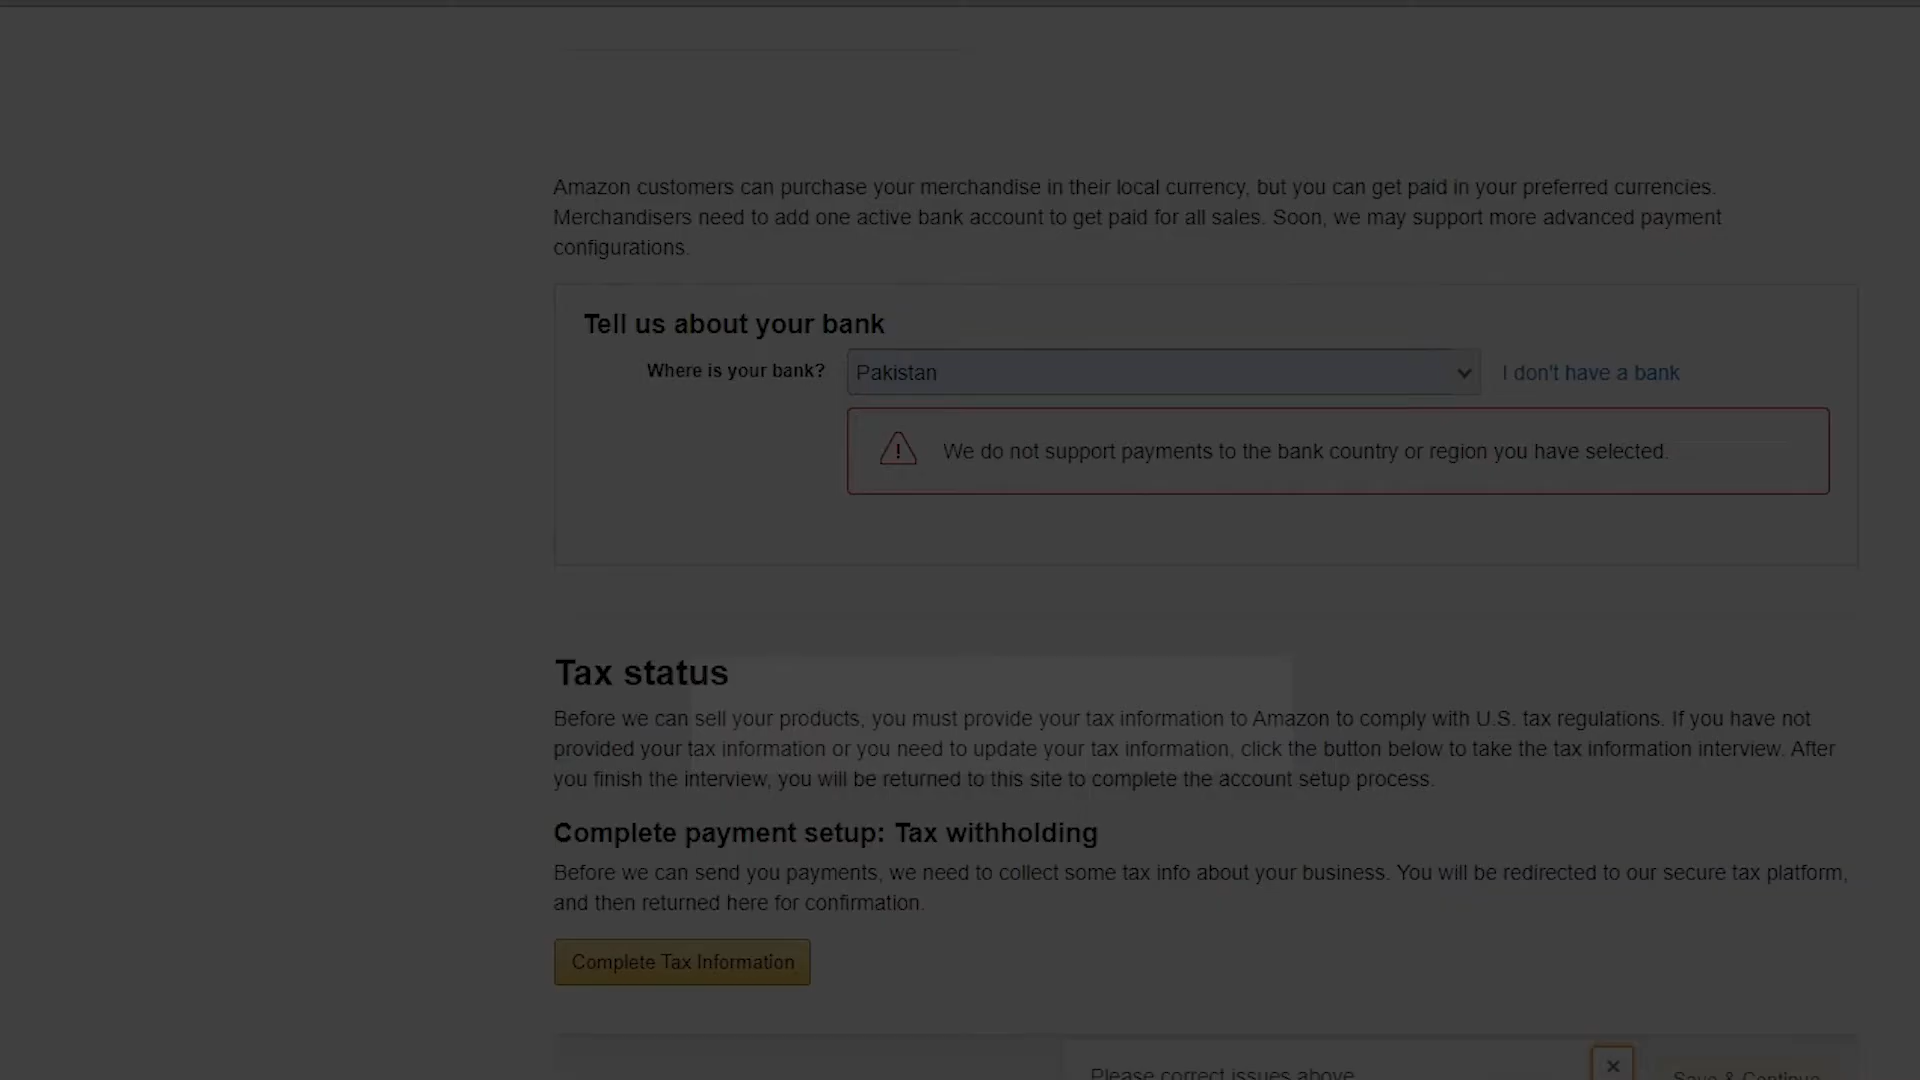 Amazon customers can purchase your merchandise in their local currency, but you can get paid in your preferred currencies.
Merchandisers need to add one active bank account to get paid for all sales. Soon, we may support more advanced payment
configurations.
Tell us about your bank
Where is your bank?
Pakistan
I don't have a bank
We do not support payments to the bank country or region you have selected.
Tax status
Before we can sell your products, you must provide your tax information to Amazon to comply with U.S. tax regulations. If you have not
provided your tax information or you need to update your tax information, click the button below to take the tax information interview. After
you finish the interview, you will be returned to this site to complete the account setup process.
Complete payment setup: Tax withholding
Before we can send you payments, we need to collect some tax info about your business. You will be redirected to our secure tax platform,
and then returned here for confirmation.
Complete Tax Information
Please correct issues above
Save & Continue